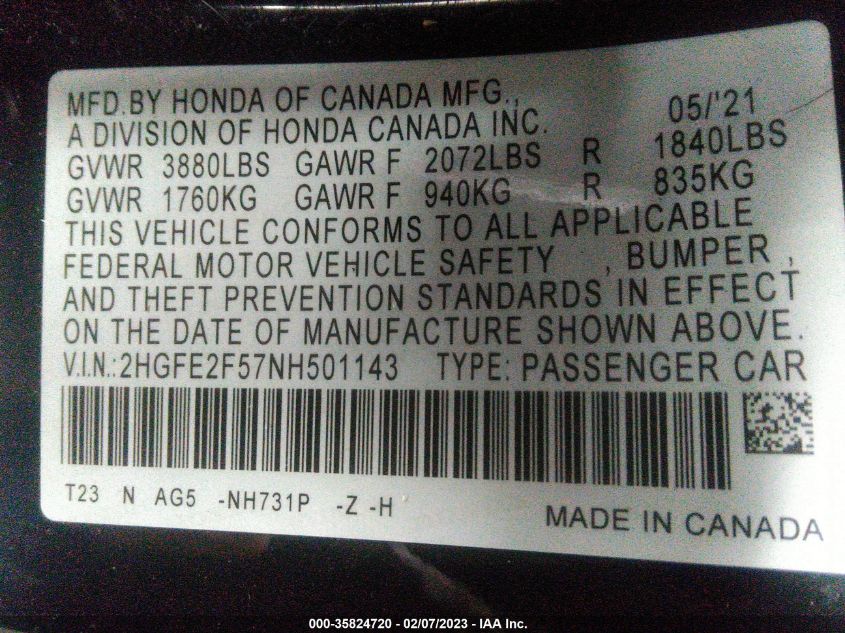 MFD.BY HONDA OF CANADA MFG.,
A DIVISION OF HONDA CANADA INC. 05/'21
GVWR 3880LBS GAWR F 2072LBS R 1840LBS
GVWR 1760KG GAWR F 940KG R 835KG
THIS VEHICLE CONFORMS TO ALL APPLICABLE
FEDERAL MOTOR VEHICLE SAFETY , BUMPER ,
AND THEFT PREVENTION STANDARDS IN EFFECT
ON THE DATE OF MANUFACTURE SHOWN ABOVE.
V.I.N.:2HGFE2F57NH501143 TYPE: PASSENGER CAR
T23 N AG5 -NH731P -Z -H
MADE IN CANADA
000-35824720 - 02/07/2023 - IAA Inc.